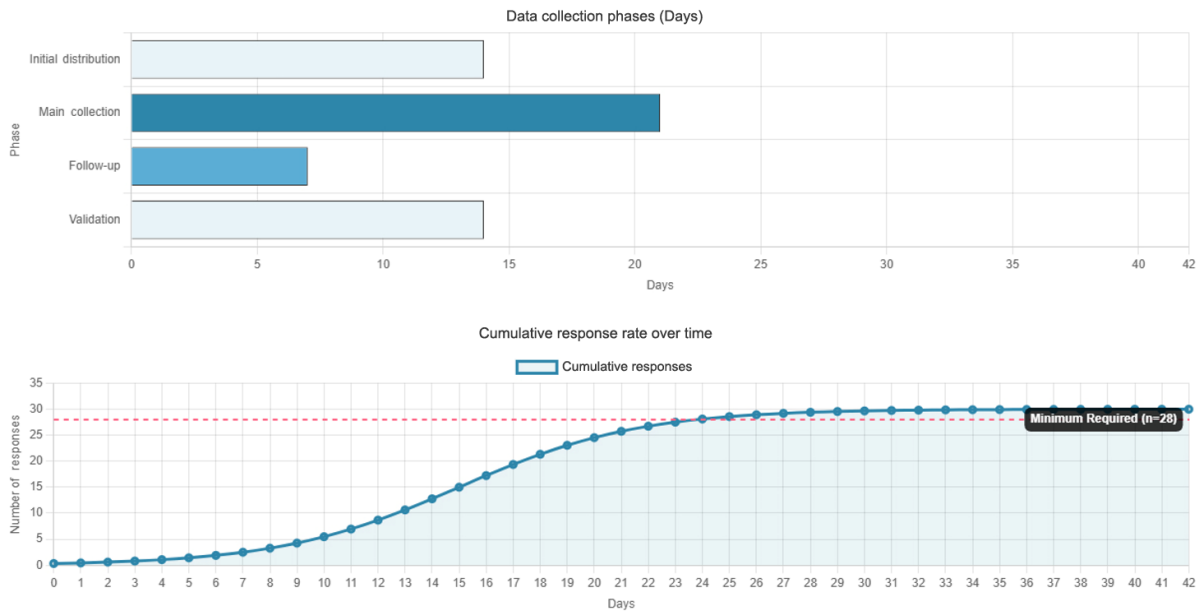 Data collection phases (Days)
Phase
Initial distribution
Main collection
Follow-up
Validation
0 5 10 15 20 25 30 35 40 42
Days
Cumulative response rate over time
Cumulative responses
Number of responses
35
30
25
20
15
10
5
0
Minimum Required (n=28)
0 1 2 3 4 5 6 7 8 9 10 11 12 13 14 15 16 17 18 19 20 21 22 23 24 25 26 27 28 29 30 31 32 33 34 35 36 37 38 39 40 41 42
Days